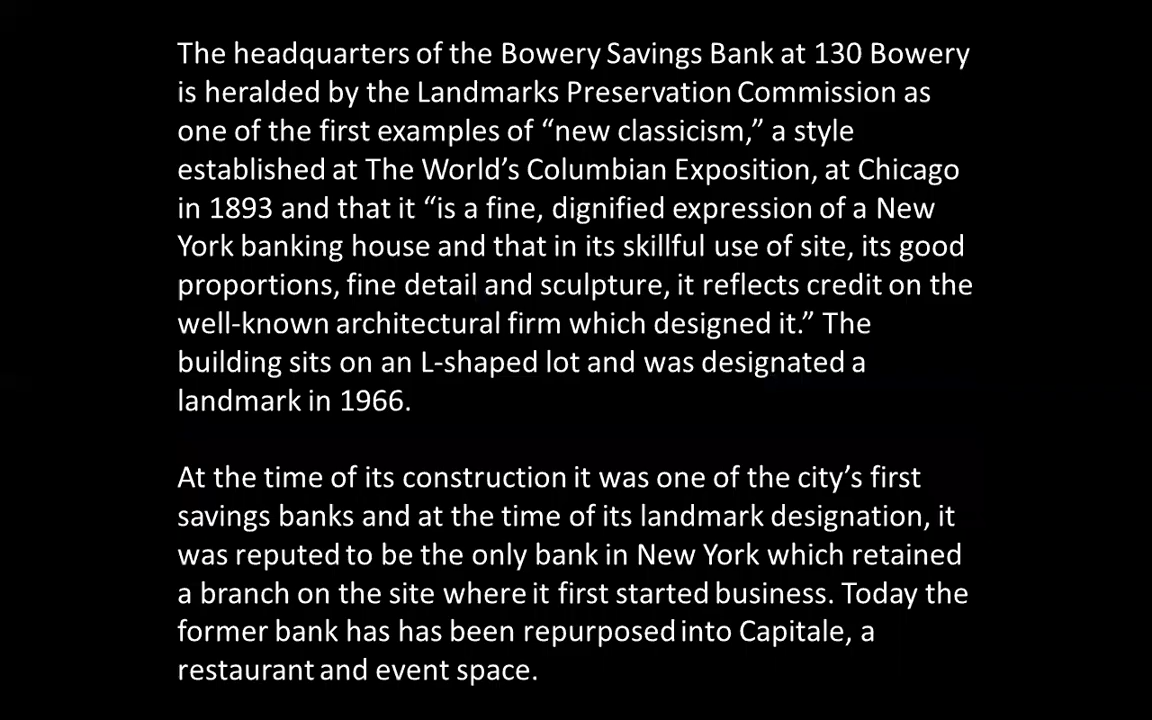 The headquarters of the Bowery Savings Bank at 130 Bowery
is heralded by the Landmarks Preservation Commission as
one of the first examples of “new classicism,” a style
established at The World’s Columbian Exposition, at Chicago
in 1893 and that it “is a fine, dignified expression of a New
York banking house and that in its skillful use of site, its good
proportions, fine detail and sculpture, it reflects credit on the
well-known architectural firm which designed it.” The
building sits on an L-shaped lot and was designated a
landmark in 1966.
At the time of its construction it was one of the city’s first
savings banks and at the time of its landmark designation, it
was reputed to be the only bank in New York which retained
a branch on the site where it first started business. Today the
former bank has has been repurposed into Capitale, a
restaurant and event space.